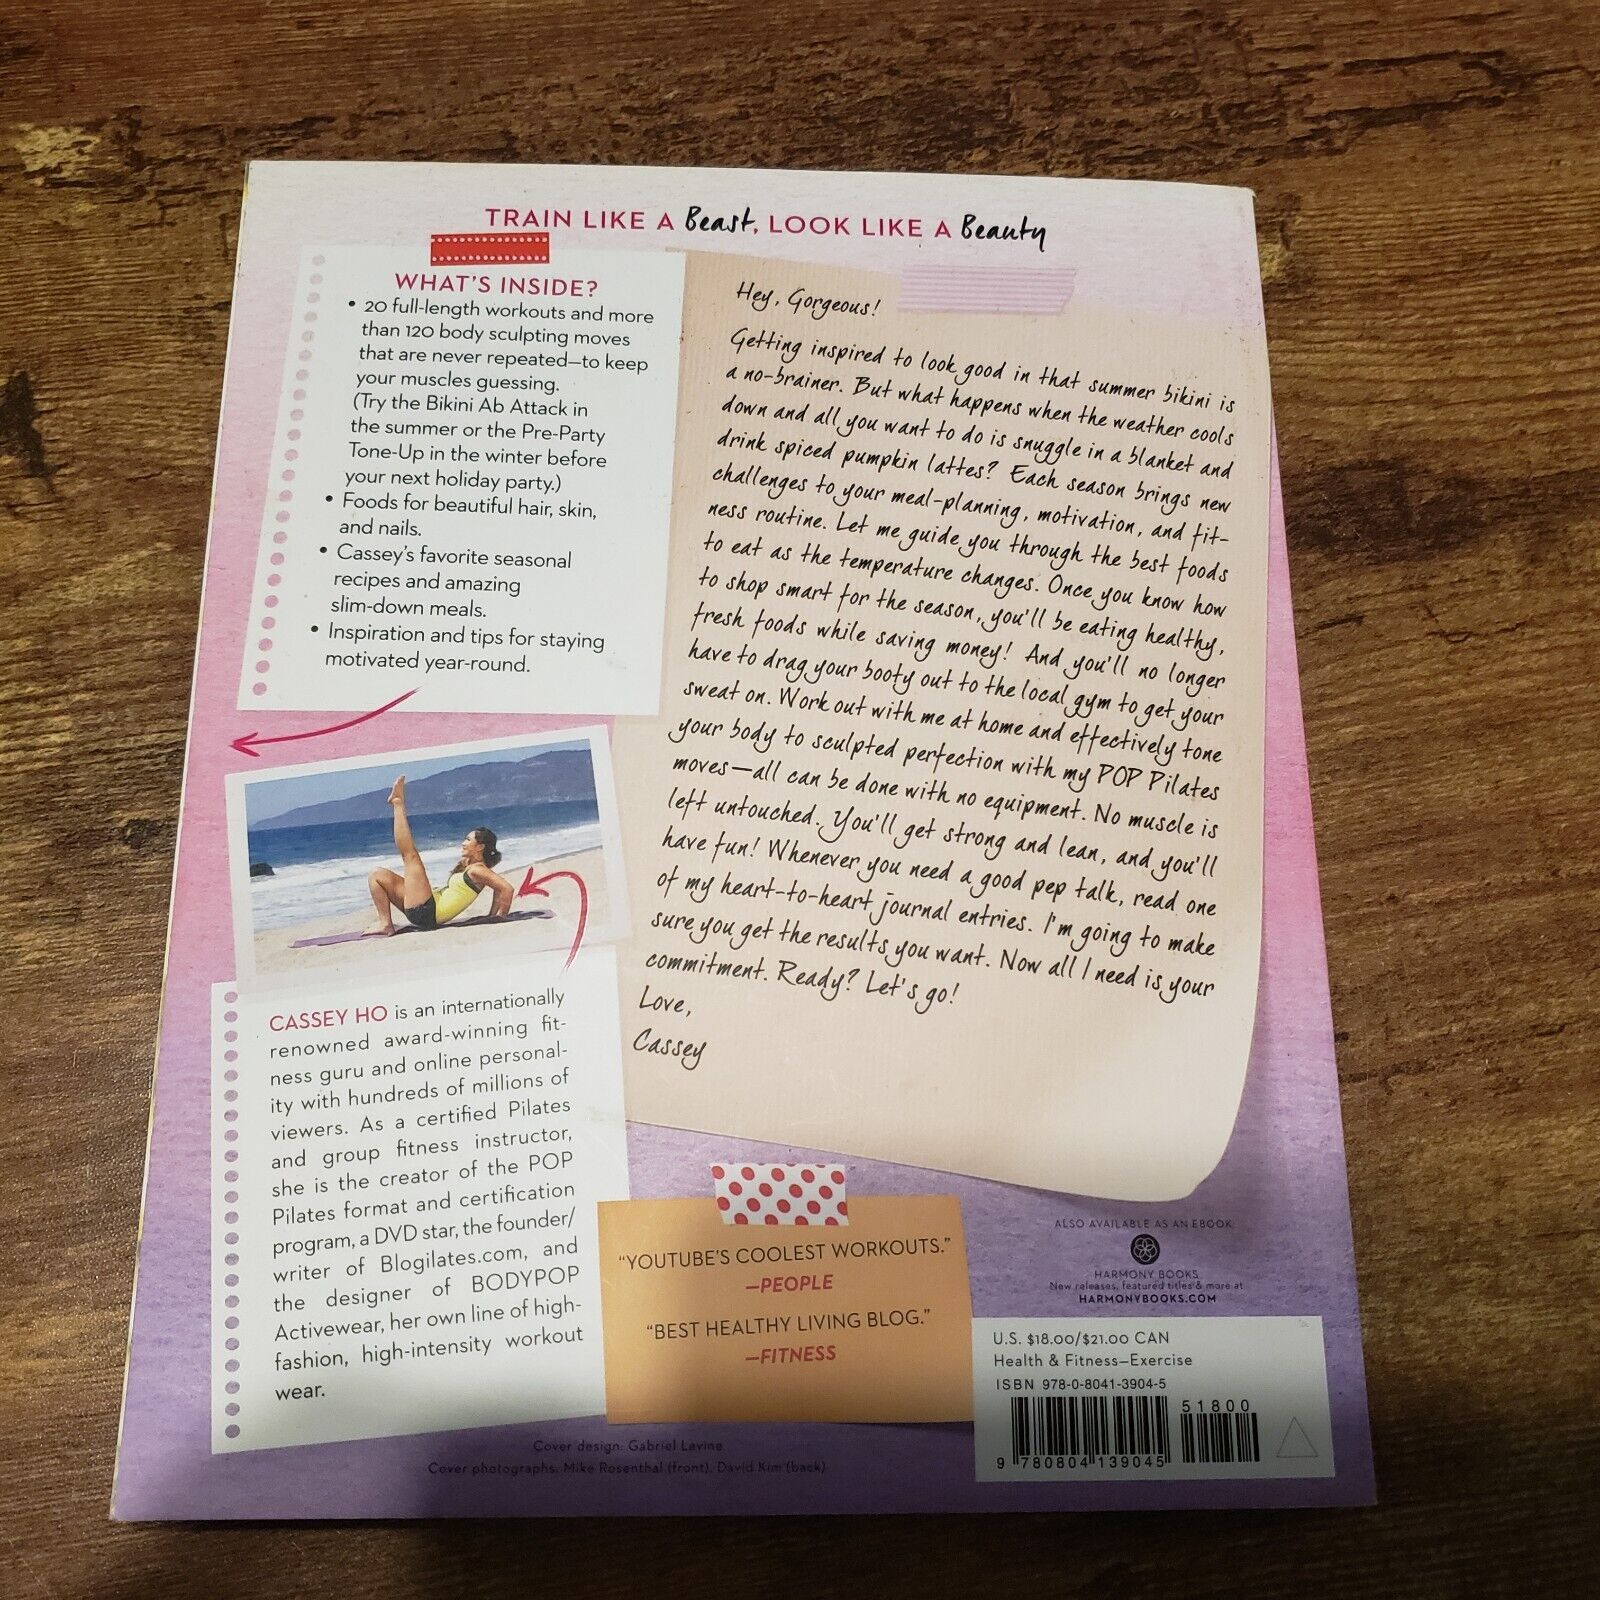 TRAIN LIKE A Beast, LOOK LIKE A Beauty
WHAT'S INSIDE?
• 20 full-length workouts and more
than 120 body sculpting moves
that are never repeated—to keep
your muscles guessing.
(Try the Bikini Ab Attack in
the summer or the Pre-Party
Tone-Up in the winter before
your next holiday party.)
• Foods for beautiful hair, skin,
and nails.
• Cassey's favorite seasonal
recipes and amazing
slim-down meals.
• Inspiration and tips for staying
motivated year-round.
Hey, Gorgeous!
Getting inspired to look good in that summer bikini is
a no-brainer. But what happens when the weather cools
down and all you want to do is snuggle in a blanket and
drink spiced pumpkin lattes? Each season brings new
challenges to your meal-planning, motivation, and fit-
ness routine. Let me guide you through the best foods
to eat as the temperature changes. Once you know how
to shop smart for the season, you'll be eating healthy,
fresh foods while saving money! And you'll no longer
have to drag your booty out to the local gym to get your
sweat on. Work out with me at home and effectively tone
your body to sculpted perfection with my POP Pilates
moves—all can be done with no equipment. No muscle is
left untouched. You'll get strong and lean, and you'll
have fun! Whenever you need a good pep talk, read one
of my heart-to-heart journal entries. I'm going to make
sure you get the results you want. Now all I need is your
commitment. Ready? Let's go!
Love,
Cassey
CASSEY HO is an internationally
renowned award-winning fit-
ness guru and online personal-
ity with hundreds of millions of
viewers. As a certified Pilates
and group fitness instructor,
she is the creator of the POP
Pilates format and certification
program, a DVD star, the founder/
writer of Blogilates.com, and
the designer of BODYPOP
Activewear, her own line of high-
fashion, high-intensity workout
wear.
"YOUTUBE'S COOLEST WORKOUTS."
—PEOPLE
"BEST HEALTHY LIVING BLOG."
—FITNESS
ALSO AVAILABLE AS AN EBOOK
HARMONY BOOKS
New releases, featured titles & more at
HARMONYBOOKS.COM
U.S. $18.00/$21.00 CAN
Health & Fitness—Exercise
ISBN 978-0-8041-3904-5
51800
9 780804 139045
Cover design: Gabriel Levine
Cover photographs: Mike Rosenthal (front), David Kim (back)